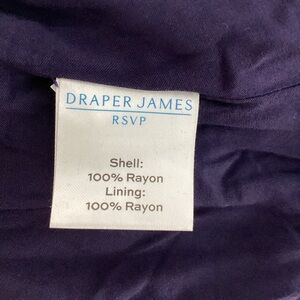 DRAPER JAMES
RSVP
Shell:
100% Rayon
Lining:
100% Rayon